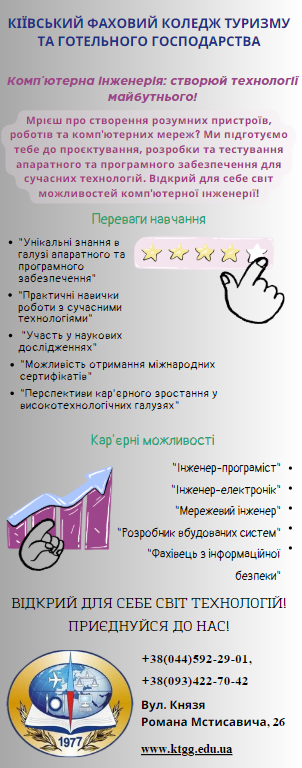 КІЇВСЬКИЙ ФАХОВИЙ КОЛЕДЖ ТУРИЗМУ
ТА ГОТЕЛЬНОГО ГОСПОДАРСТВА
Комп'ютерна інженерія: створюй технології
майбутнього!
Мрієш про створення розумних пристроїв,
роботів та комп'ютерних мереж? Ми підготуємо
тебе до проєктування, розробки та тестування
апаратного та програмного забезпечення для
сучасних технологій. Відкрий для себе світ
можливостей комп'ютерної інженерії!
Переваги навчання
• "Унікальні знання в
галузі апаратного та
програмного
забезпечення"
• "Практичні навички
роботи з сучасними
технологіями"
• "Участь у наукових
дослідженнях"
• "Можливість отримання міжнародних
сертифікатів"
• "Перспективи кар'єрного зростання у
високотехнологічних галузях"
Кар'єрні можливості
"Інженер-програміст" •
"Інженер-електронік" •
"Мережевий інженер" •
"Розробник вбудованих систем" •
"Фахівець з інформаційної •
безпеки"
ВІДКРИЙ ДЛЯ СЕБЕ СВІТ ТЕХНОЛОГІЙ!
ПРИЄДНУЙСЯ ДО НАС!
+38(044)592-29-01,
+38(093)422-70-42
Вул. Князя
Романа Мстисавича, 26
www.ktgg.edu.ua
1977